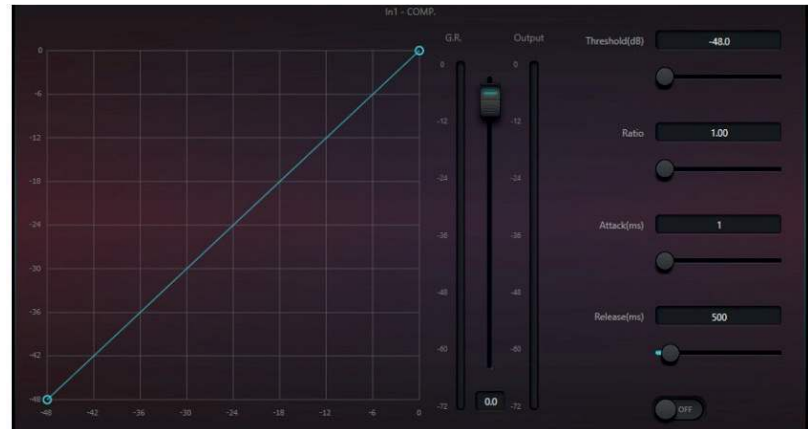 In1 - COMP.
G.R. Output Threshold(dB) -48.0
0 0 0
-6
-12 -12 -12
Ratio 1.00
-18 -24 -24
-24
Attack(ms) 1
-36 -36
-30
-36 -48 -48
Release(ms) 500
-42 -60 -60
-48 -72 0.0 -72 OFF
-48 -42 -36 -30 -24 -18 -12 -6 0